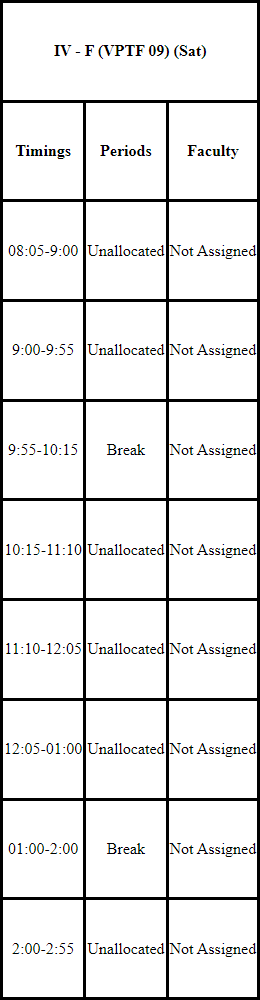 IV - F (VPTF 09) (Sat)
Timings Periods Faculty
08:05-9:00 Unallocated Not Assigned
9:00-9:55 Unallocated Not Assigned
9:55-10:15 Break Not Assigned
10:15-11:10 Unallocated Not Assigned
11:10-12:05 Unallocated Not Assigned
12:05-01:00 Unallocated Not Assigned
01:00-2:00 Break Not Assigned
2:00-2:55 Unallocated Not Assigned